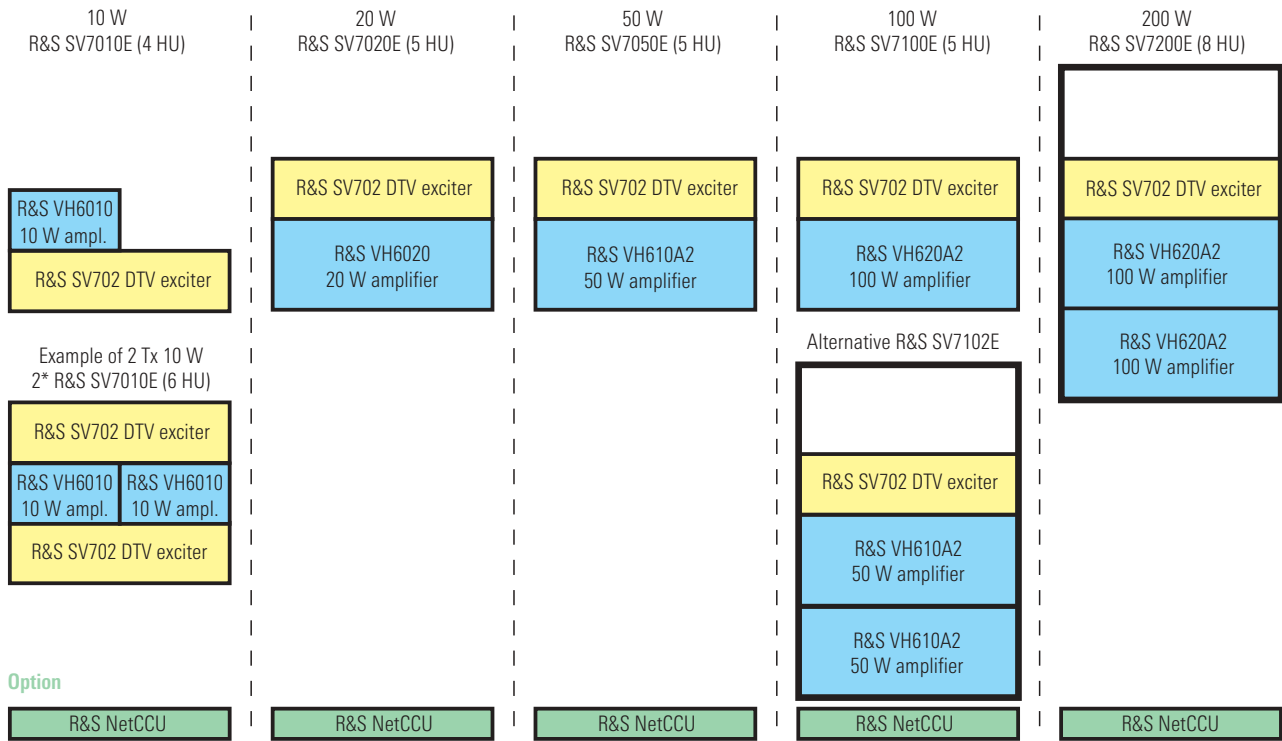 10 W
R&S SV7010E (4 HU)
R&S VH6010
10 W ampl.
R&S SV702 DTV exciter
Example of 2 Tx 10 W
2* R&S SV7010E (6 HU)
R&S SV702 DTV exciter
R&S VH6010
10 W ampl.
R&S VH6010
10 W ampl.
R&S SV702 DTV exciter
Option
R&S NetCCU
20 W
R&S SV7020E (5 HU)
R&S SV702 DTV exciter
R&S VH6020
20 W amplifier
R&S NetCCU
50 W
R&S SV7050E (5 HU)
R&S SV702 DTV exciter
R&S VH610A2
50 W amplifier
R&S NetCCU
100 W
R&S SV7100E (5 HU)
R&S SV702 DTV exciter
R&S VH620A2
100 W amplifier
Alternative R&S SV7102E
R&S SV702 DTV exciter
R&S VH610A2
50 W amplifier
R&S VH610A2
50 W amplifier
R&S NetCCU
200 W
R&S SV7200E (8 HU)
R&S SV702 DTV exciter
R&S VH620A2
100 W amplifier
R&S VH620A2
100 W amplifier
R&S NetCCU